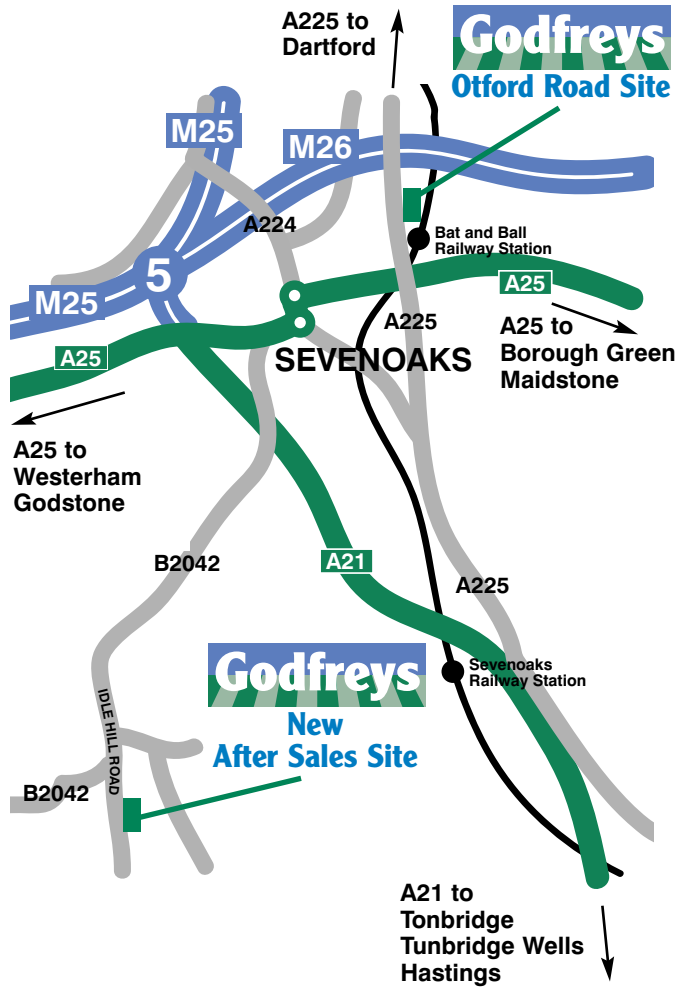 A225 to
Dartford
Godfreys
Otford Road Site
M25
M26
A224
Bat and Ball
Railway Station
5
M25
A25
A225
A25 to
Borough Green
Maidstone
A25
SEVENOAKS
A25 to
Westerham
Godstone
B2042
A21
A225
Godfreys
New
After Sales Site
Sevenoaks
Railway Station
IDLE HILL ROAD
B2042
A21 to
Tonbridge
Tunbridge Wells
Hastings